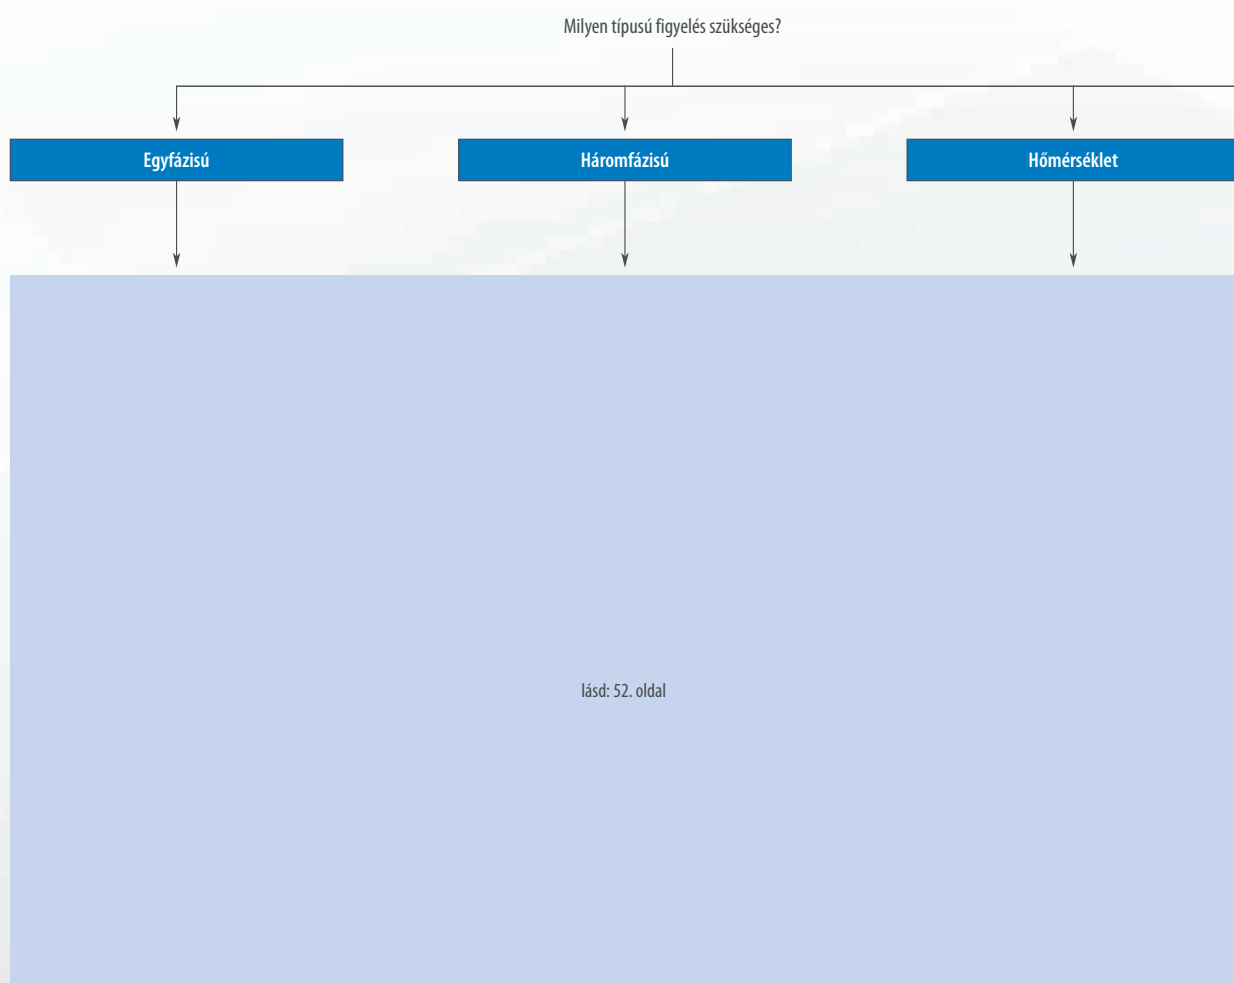 Milyen típusú figyelés szükséges?
Egyfázisú
Háromfázisú
Hőmérséklet
lásd: 52. oldal